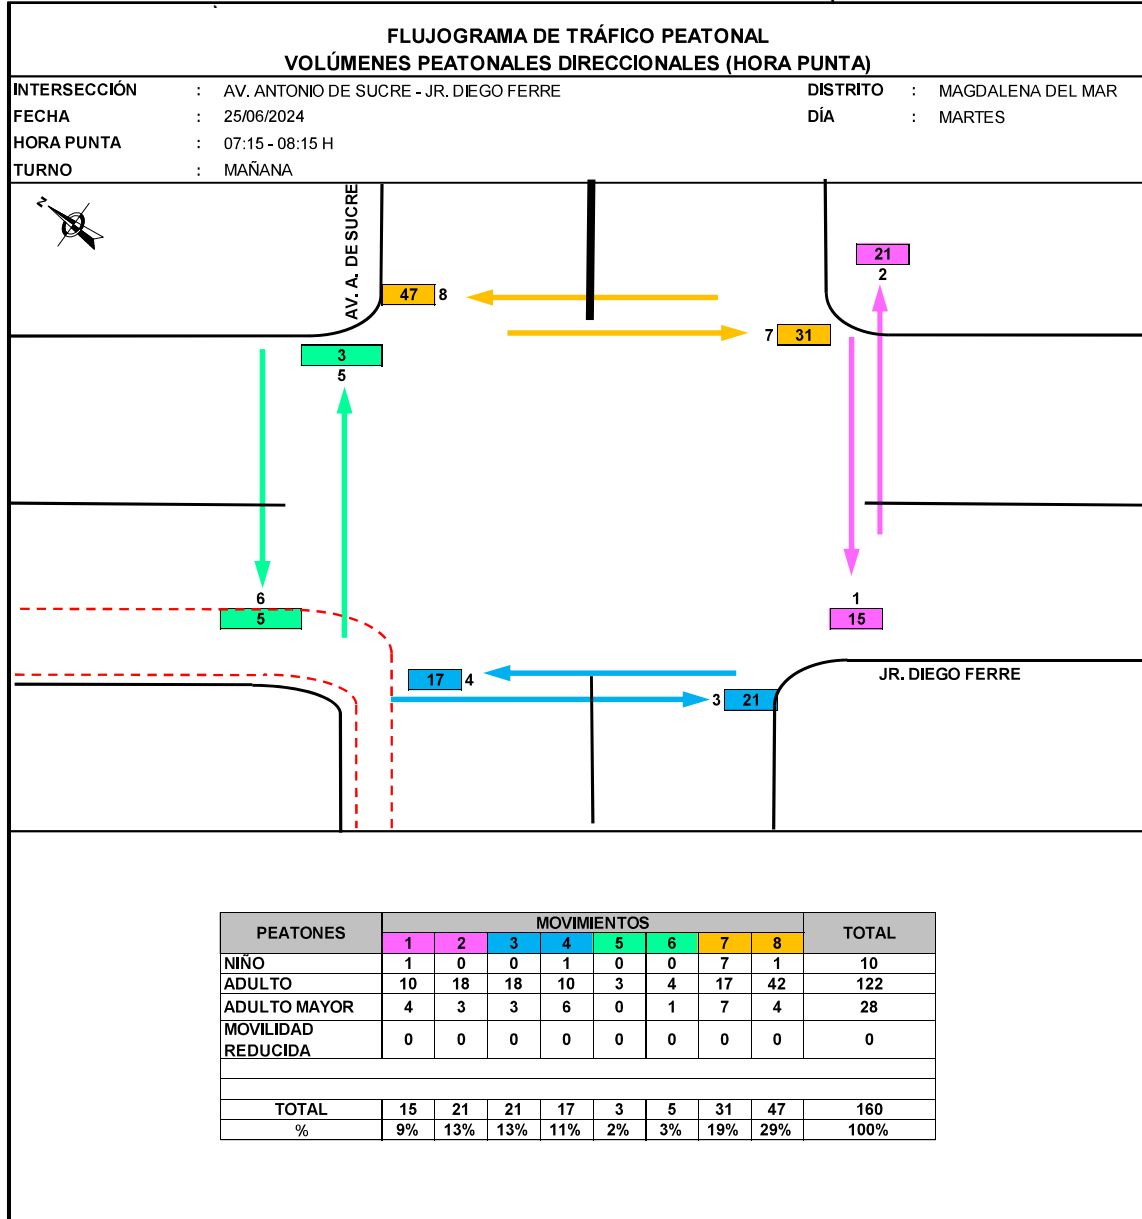 FLUJOGRAMA DE TRÁFICO PEATONAL
VOLÚMENES PEATONALES DIRECCIONALES (HORA PUNTA)
INTERSECCIÓN : AV. ANTONIO DE SUCRE - JR. DIEGO FERRE DISTRITO : MAGDALENA DEL MAR
FECHA : 25/06/2024 DÍA : MARTES
HORA PUNTA : 07:15 - 08:15 H
TURNO : MAÑANA
N
AV. A. DE SUCRE
21
2
47 8
7 31
3
5
6
5
1
15
17 4
3 21
JR. DIEGO FERRE
PEATONES MOVIMIENTOS TOTAL
1 2 3 4 5 6 7 8
NIÑO 1 0 0 1 0 0 7 1 10
ADULTO 10 18 18 10 3 4 17 42 122
ADULTO MAYOR 4 3 3 6 0 1 7 4 28
MOVILIDAD
REDUCIDA 0 0 0 0 0 0 0 0 0
TOTAL 15 21 21 17 3 5 31 47 160
% 9% 13% 13% 11% 2% 3% 19% 29% 100%